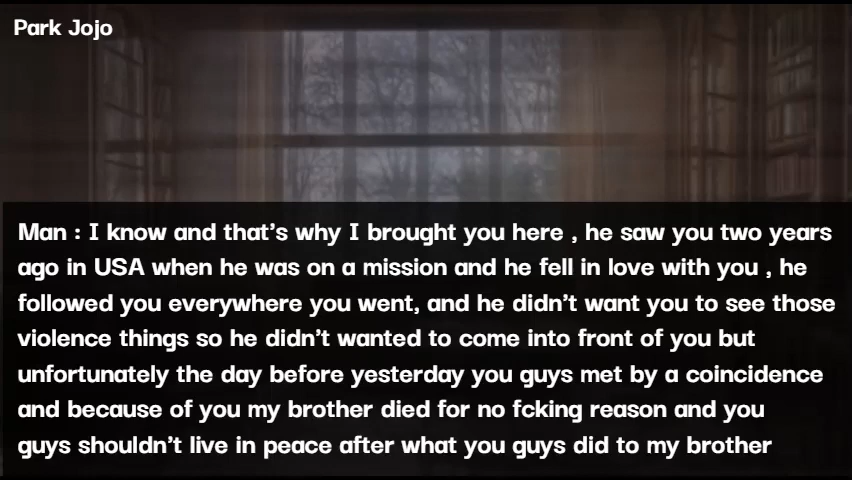 Park Jojo
Man : I know and that's why I brought you here , he saw you two years
ago in USA when he was on a mission and he fell in love with you , he
followed you everywhere you went, and he didn't want you to see those
violence things so he didn't wanted to come into front of you but
unfortunately the day before yesterday you guys met by a coincidence
and because of you my brother died for no fcking reason and you
guys shouldn't live in peace after what you guys did to my brother